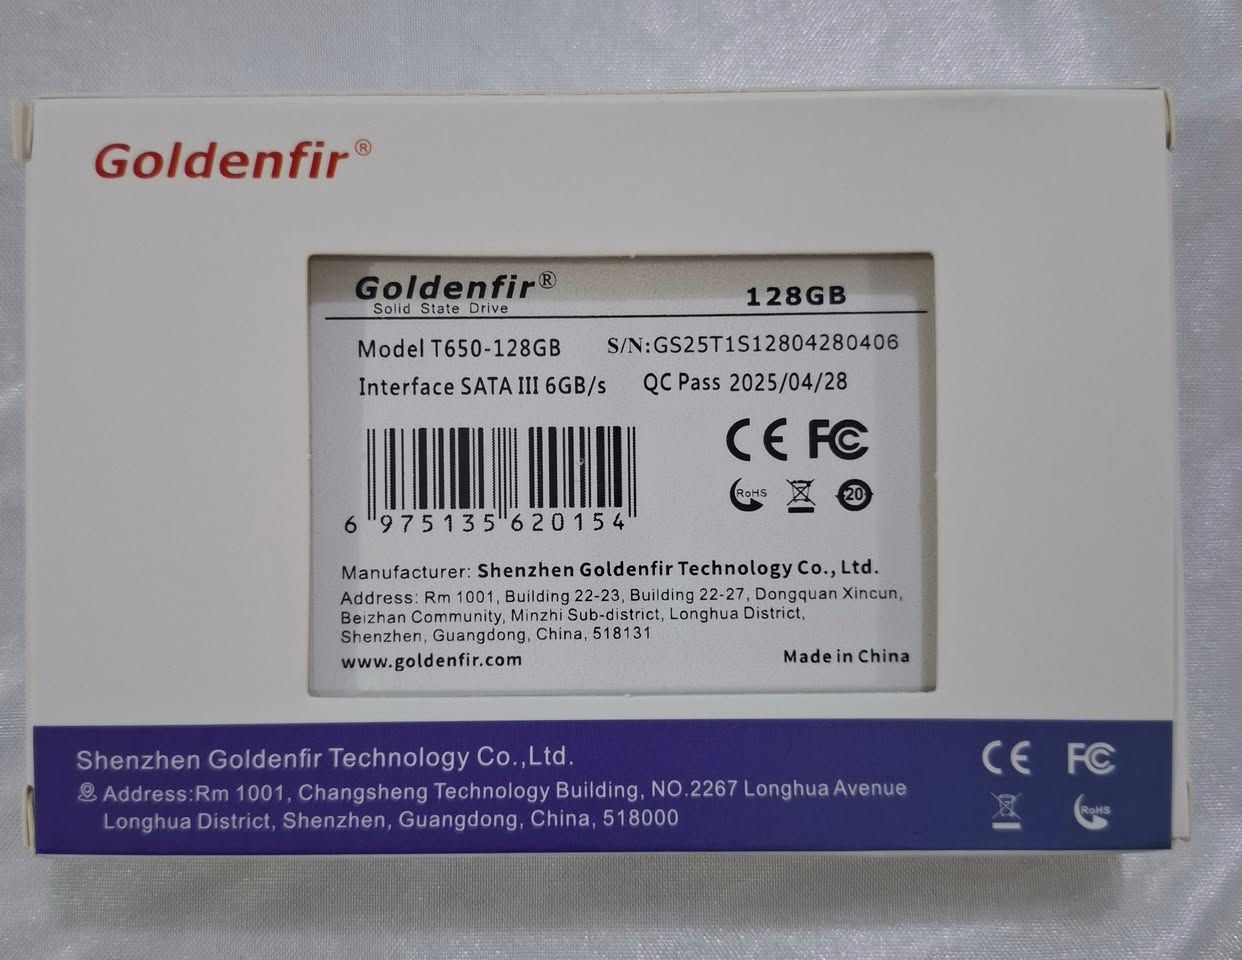 Goldenfir®
Goldenfir®
Solid State Drive
128GB
Model T650-128GB
S/N:GS25T1S12804280406
Interface SATA III 6GB/s
QC Pass 2025/04/28
CE FC
RoHS
20
6 975135 620154
Manufacturer: Shenzhen Goldenfir Technology Co., Ltd.
Address: Rm 1001, Building 22-23, Building 22-27, Dongquan Xincun,
Beizhan Community, Minzhi Sub-district, Longhua District,
Shenzhen, Guangdong, China, 518131
www.goldenfir.com
Made in China
Shenzhen Goldenfir Technology Co.,Ltd.
Address:Rm 1001, Changsheng Technology Building, NO.2267 Longhua Avenue
Longhua District, Shenzhen, Guangdong, China, 518000
CE FC
RoHS